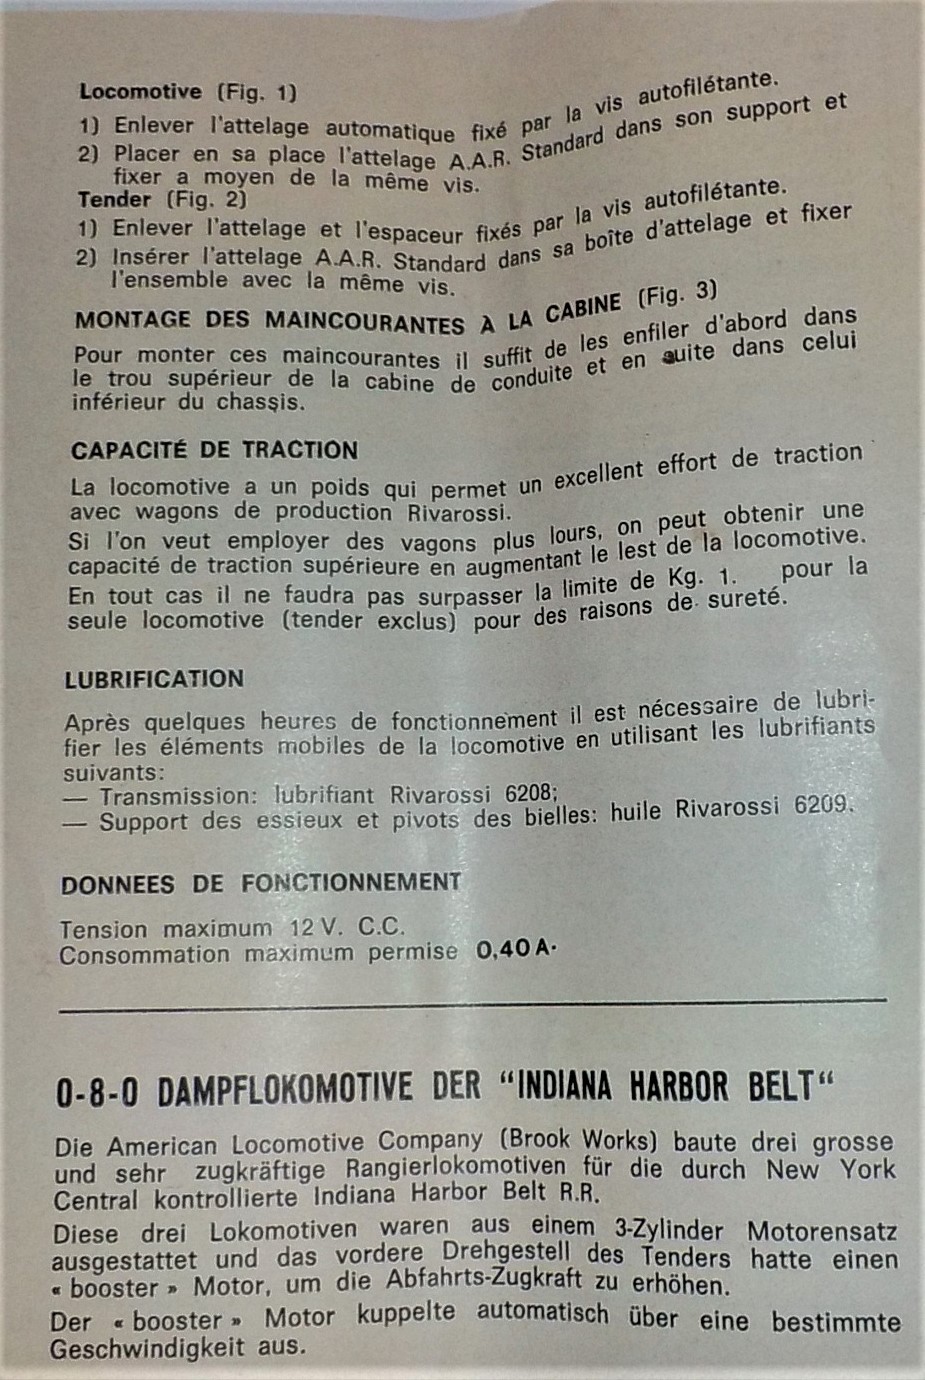 Locomotive (Fig. 1)
1) Enlever l'attelage automatique fixé par la vis autofilétante.
2) Placer en sa place l'attelage A.A.R. Standard dans son support et
fixer a moyen de la même vis.
Tender (Fig. 2)
1) Enlever l'attelage et l'espaceur fixés par la vis autofilétante.
2) Insérer l'attelage A.A.R. Standard dans sa boîte d'attelage et fixer
l'ensemble avec la même vis.
MONTAGE DES MAINCOURANTES À LA CABINE (Fig. 3)
Pour monter ces maincourantes il suffit de les enfiler d'abord dans
le trou supérieur de la cabine de conduite et en suite dans celui
inférieur du chassis.
CAPACITÉ DE TRACTION
La locomotive a un poids qui permet un excellent effort de traction
avec wagons de production Rivarossi.
Si l'on veut employer des vagons plus lours, on peut obtenir une
capacité de traction supérieure en augmentant le lest de la locomotive.
En tout cas il ne faudra pas surpasser la limite de Kg. 1. pour la
seule locomotive (tender exclus) pour des raisons de sureté.
LUBRIFICATION
Après quelques heures de fonctionnement il est nécessaire de lubri-
fier les éléments mobiles de la locomotive en utilisant les lubrifiants
suivants:
— Transmission: lubrifiant Rivarossi 6208;
— Support des essieux et pivots des bielles: huile Rivarossi 6209.
DONNEES DE FONCTIONNEMENT
Tension maximum 12 V. C.C.
Consommation maximum permise 0,40 A.
0-8-0 DAMPFLOKOMOTIVE DER "INDIANA HARBOR BELT“
Die American Locomotive Company (Brook Works) baute drei grosse
und sehr zugkräftige Rangierlokomotiven für die durch New York
Central kontrollierte Indiana Harbor Belt R.R.
Diese drei Lokomotiven waren aus einem 3-Zylinder Motorensatz
ausgestattet und das vordere Drehgestell des Tenders hatte einen
« booster » Motor, um die Abfahrts-Zugkraft zu erhöhen.
Der « booster » Motor kuppelte automatisch über eine bestimmte
Geschwindigkeit aus.